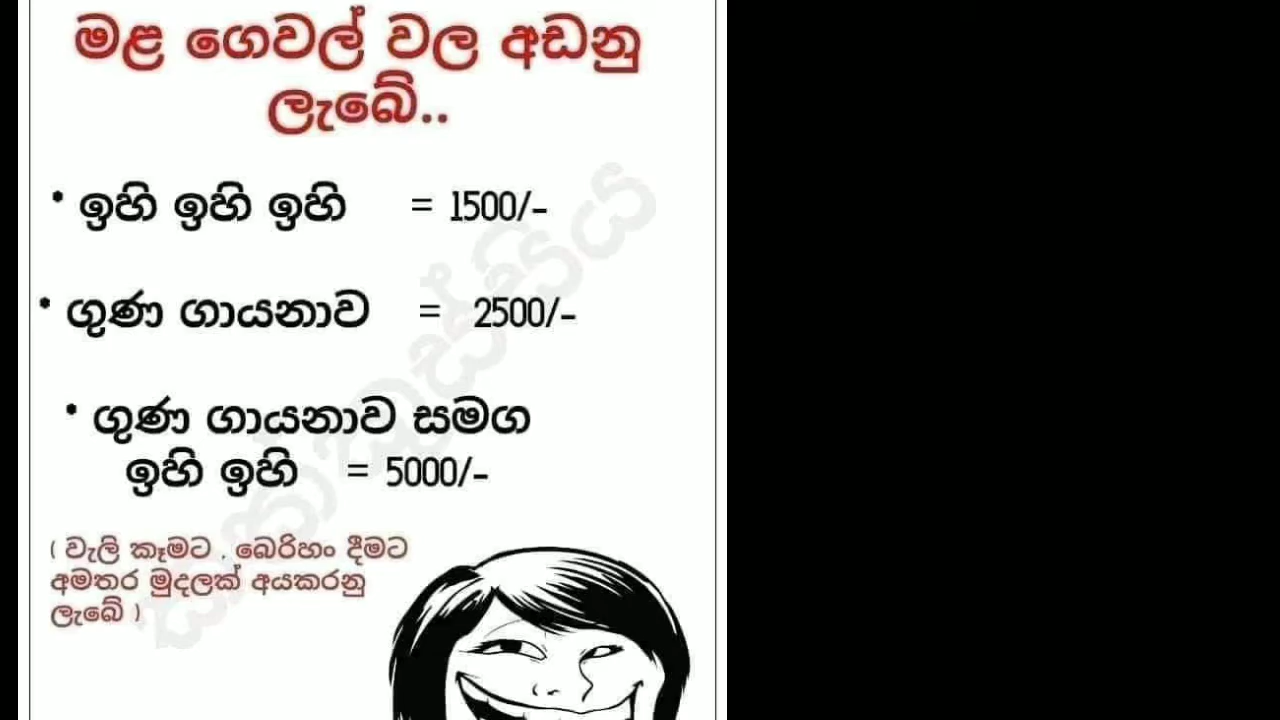 මළ ගෙවල් වල අඩනු
ලැබේ..
* ඉහි ඉහි ඉහි = 1500/-
* ගුණ ගායනාව = 2500/-
* ගුණ ගායනාව සමග
ඉහි ඉහි = 5000/-
( වැලි කෑමට , බෙරිහං දීමට
අමතර මුදලක් අයකරනු
ලැබේ )